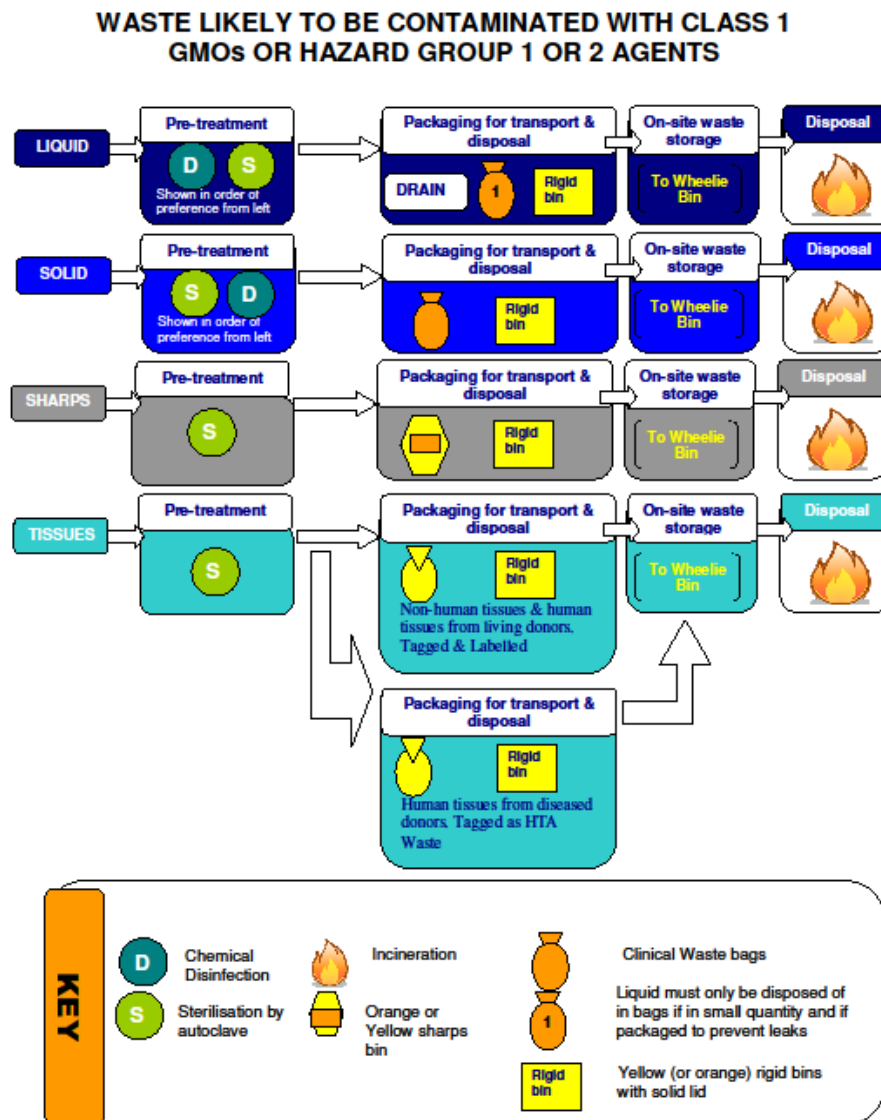 WASTE LIKELY TO BE CONTAMINATED WITH CLASS 1
GMOs OR HAZARD GROUP 1 OR 2 AGENTS
LIQUID
Pre-treatment
D
S
Shown in order of
preference from left
Packaging for transport &
disposal
DRAIN
1
Rigid
bin
On-site waste
storage
To Wheelie
Bin
Disposal
SOLID
Pre-treatment
S
D
Shown in order of
preference from left
Packaging for transport &
disposal
Rigid
bin
On-site waste
storage
To Wheelie
Bin
Disposal
SHARPS
Pre-treatment
S
Packaging for transport &
disposal
Rigid
bin
On-site waste
storage
To Wheelie
Bin
Disposal
TISSUES
Pre-treatment
S
Packaging for transport &
disposal
Rigid
bin
Non-human tissues & human
tissues from living donors.
Tagged & Labelled
On-site waste
storage
To Wheelie
Bin
Disposal
Packaging for transport &
disposal
Rigid
bin
Human tissues from diseased
donors. Tagged as HTA
Waste
KEY
D
Chemical
Disinfection
S
Sterilisation by
autoclave
Incineration
Orange or
Yellow sharps
bin
Clinical Waste bags
1
Liquid must only be disposed of
in bags if in small quantity and if
packaged to prevent leaks
Rigid
bin
Yellow (or orange) rigid bins
with solid lid